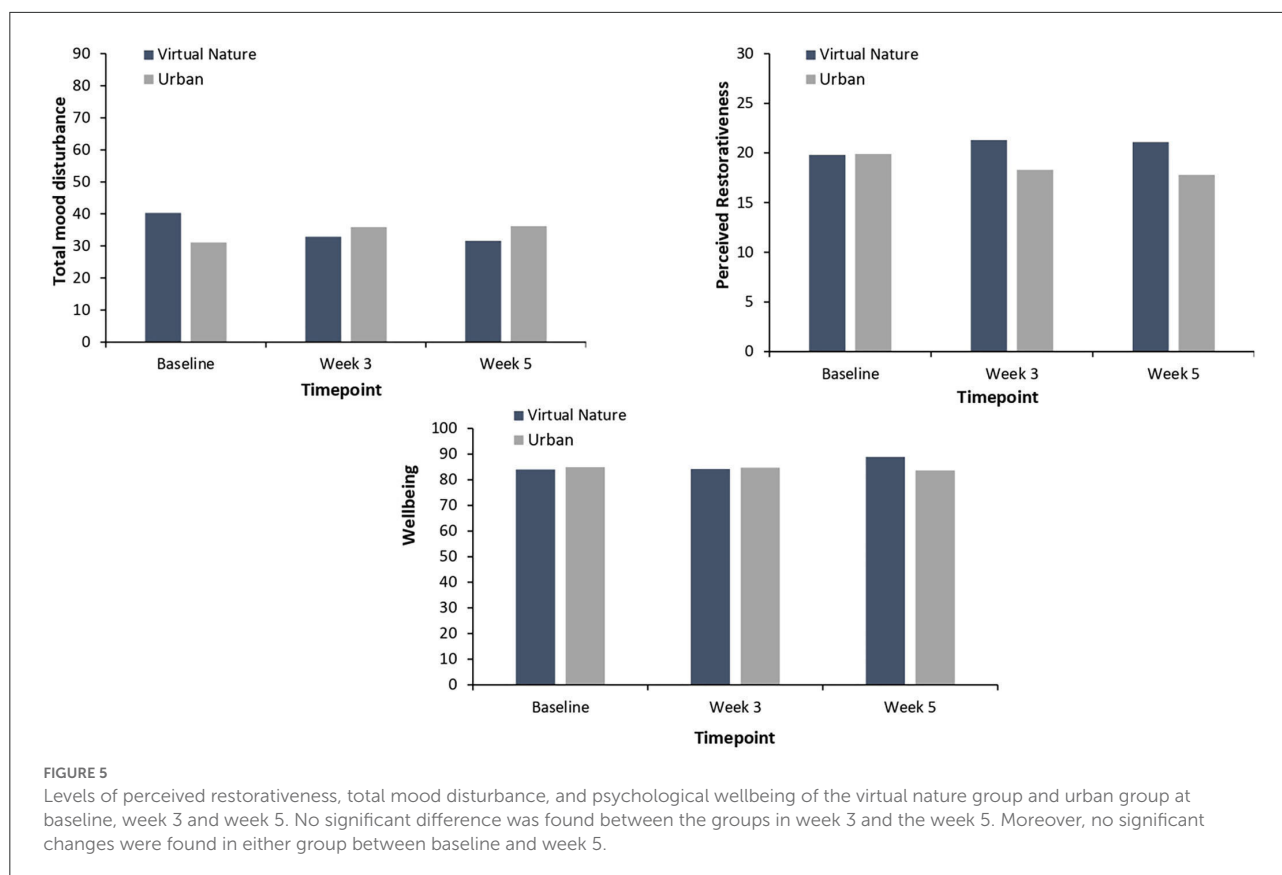 Virtual Nature
Urban
90
80
70
60
50
40
30
20
10
0
Total mood disturbance
Baseline Week 3 Week 5
Timepoint
Virtual Nature
Urban
30
25
20
15
10
5
0
Perceived Restorativeness
Baseline Week 3 Week 5
Timepoint
Virtual Nature
Urban
100
90
80
70
60
50
40
30
20
10
0
Wellbeing
Baseline Week 3 Week 5
Timepoint
FIGURE 5
Levels of perceived restorativeness, total mood disturbance, and psychological wellbeing of the virtual nature group and urban group at
baseline, week 3 and week 5. No significant difference was found between the groups in week 3 and the week 5. Moreover, no significant
changes were found in either group between baseline and week 5.